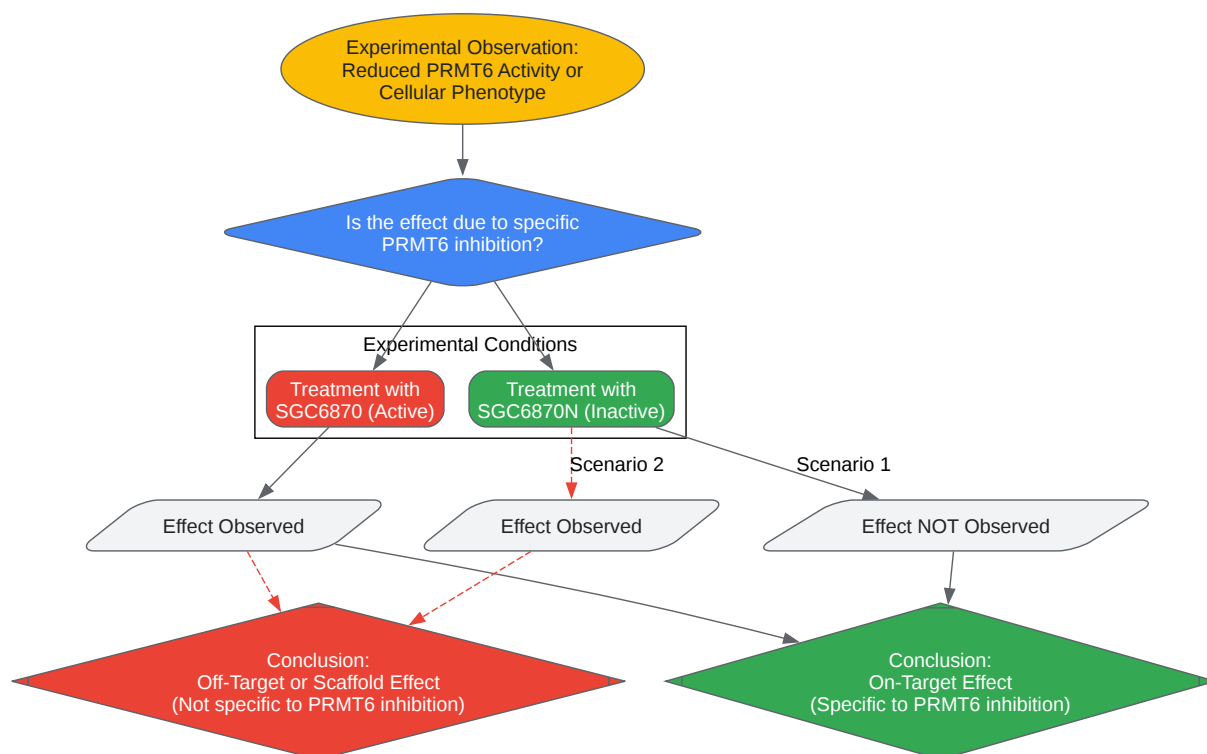 Experimental Observation:
Reduced PRMT6 Activity or
Cellular Phenotype
Is the effect due to specific
PRMT6 inhibition?
Experimental Conditions
Treatment with
SGC6870 (Active)
Treatment with
SGC6870N (Inactive)
Scenario 2
Scenario 1
Effect Observed
Effect Observed
Effect NOT Observed
Conclusion:
Off-Target or Scaffold Effect
(Not specific to PRMT6 inhibition)
Conclusion:
On-Target Effect
(Specific to PRMT6 inhibition)